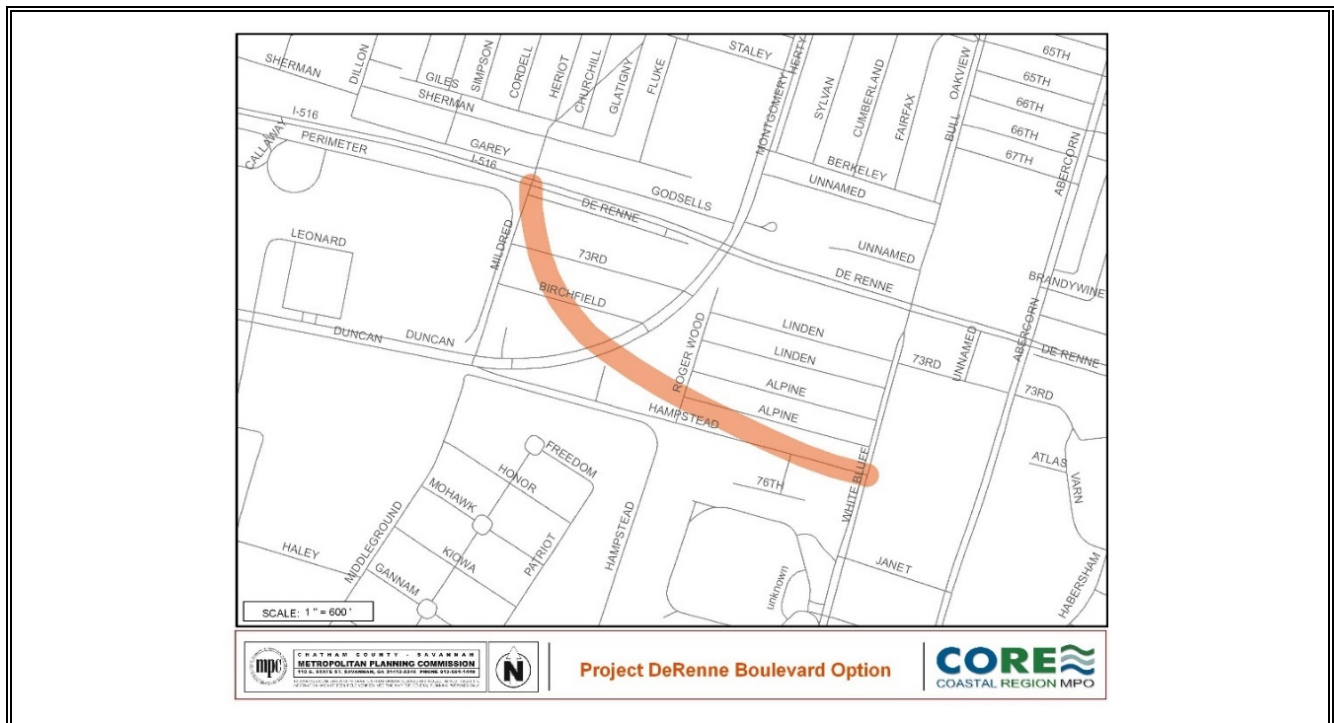 STALEY
HERTY
65TH
SHERMAN
DILLON
GILES
SIMPSON
CORDELL
HERIOT
CHURCHILL
GLATIGNY
FLUKE
MONTGOMERY
SYLVAN
CUMBERLAND
FAIRFAX
BULL
OAKVIEW
65TH
66TH
66TH
67TH
ABERCORN
SHERMAN
I-516
CALLAWAY
PERIMETER
GAREY
I-516
GODSELLS
BERKELEY
UNNAMED
DE RENNE
LEONARD
MILDRED
73RD
UNNAMED
DE RENNE
BRANDYWINE
BIRCHFIELD
DUNCAN
DUNCAN
ROGER WOOD
LINDEN
LINDEN
ALPINE
ALPINE
73RD
UNNAMED
ABERCORN
DE RENNE
73RD
HAMPSTEAD
WHITE BLUFF
76TH
ATLAS
VARN
FREEDOM
HONOR
MOHAWK
KIOWA
GANNAM
PATRIOT
HAMPSTEAD
MIDDLEGROUND
HALEY
unknown
JANET
HABERSHAM
SCALE: 1 " = 600 '
mpc
CHATHAM COUNTY - SAVANNAH
METROPOLITAN PLANNING COMMISSION
N
Project DeRenne Boulevard Option
CORE
COASTAL REGION MPO